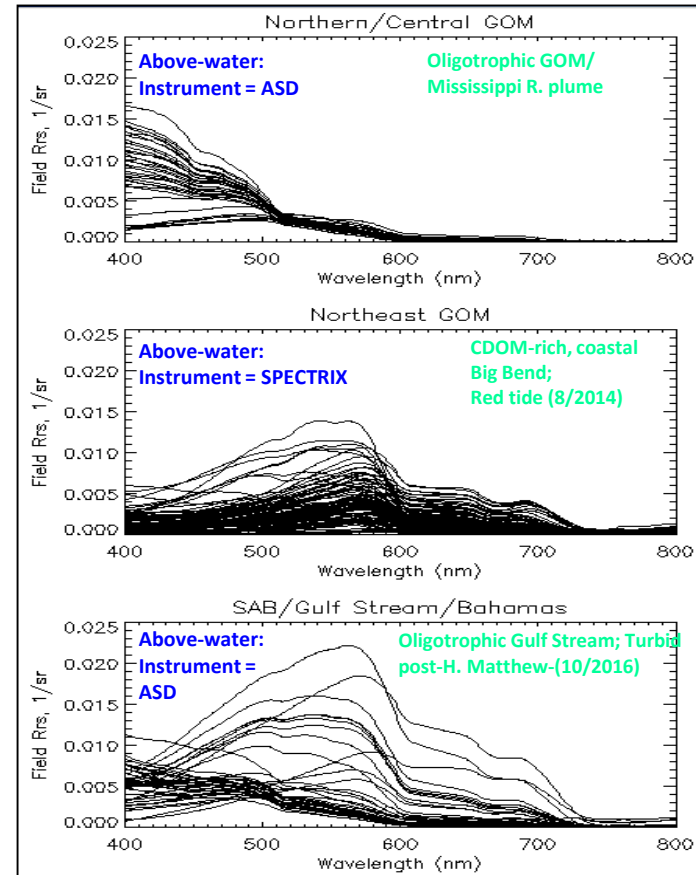 Northern/Central GOM
0.025
0.020
0.015
0.010
0.005
0.000
Field Rrs, 1/sr
Above-water:
Instrument = ASD
Oligotrophic GOM/
Mississippi R. plume
400 500 600 700 800
Wavelength (nm)
Northeast GOM
0.025
0.020
0.015
0.010
0.005
0.000
Field Rrs, 1/sr
Above-water:
Instrument = SPECTRIX
CDOM-rich, coastal
Big Bend;
Red tide (8/2014)
400 500 600 700 800
Wavelength (nm)
SAB/Gulf Stream/Bahamas
0.025
0.020
0.015
0.010
0.005
0.000
Field Rrs, 1/sr
Above-water:
Instrument =
ASD
Oligotrophic Gulf Stream; Turbid
post-H. Matthew-(10/2016)
400 500 600 700 800
Wavelength (nm)